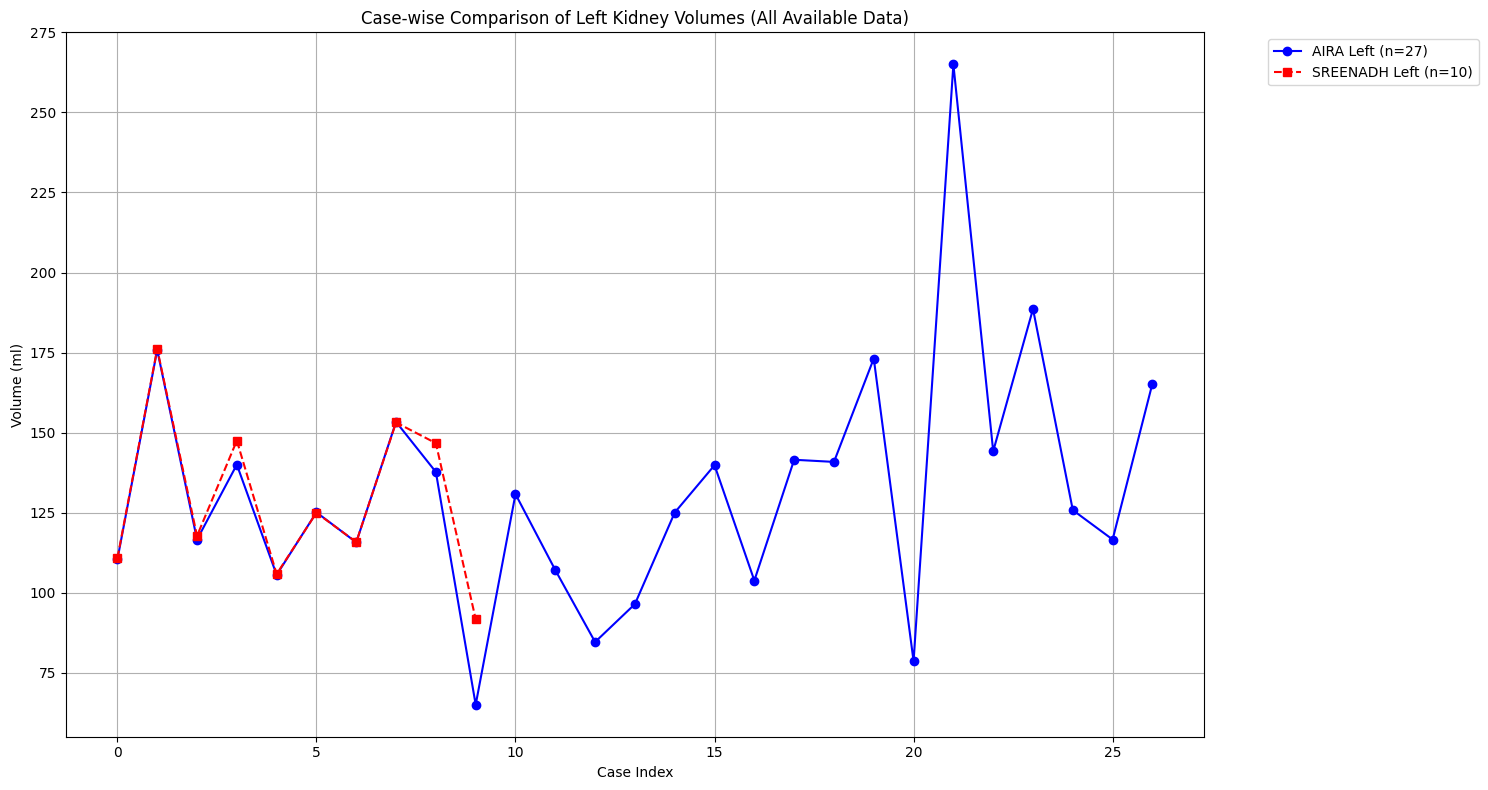 Case-wise Comparison of Left Kidney Volumes (All Available Data)
AIRA Left (n=27)
SREENADH Left (n=10)
Volume (ml)
275
250
225
200
175
150
125
100
75
0 5 10 15 20 25
Case Index